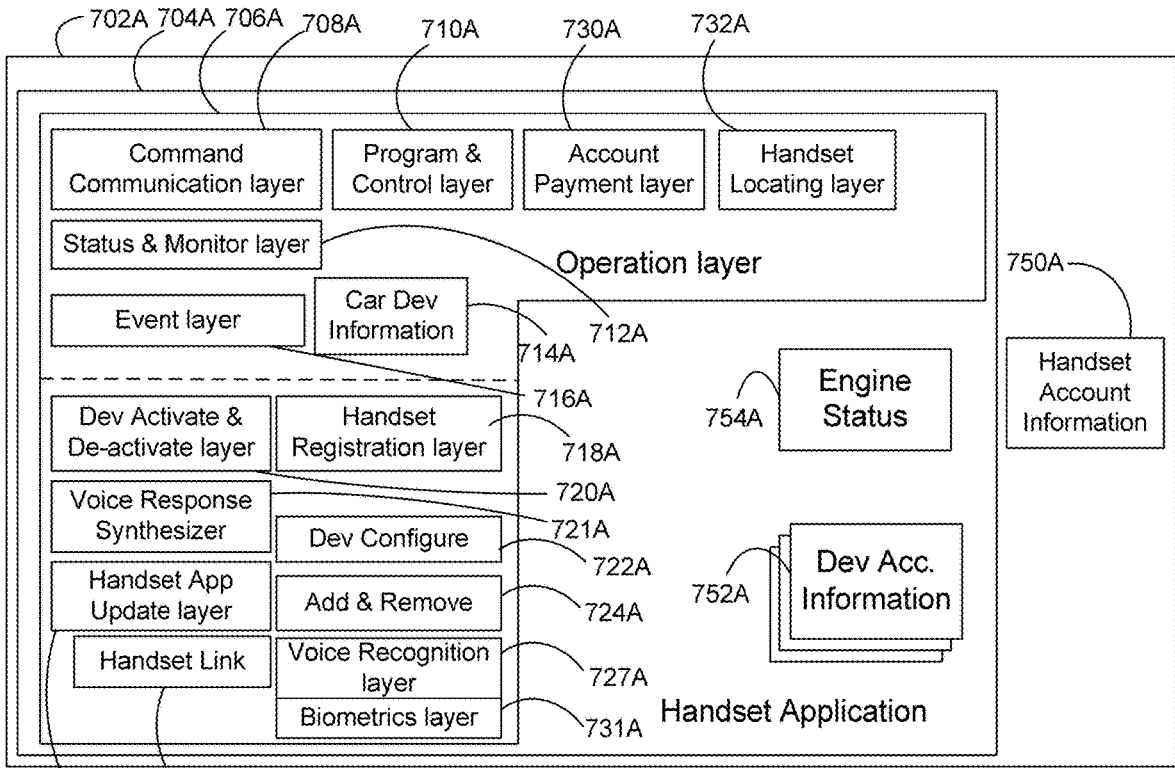 702A 704A 706A
708A
710A
730A
732A
Command
Communication layer
Program &
Control layer
Account
Payment layer
Handset
Locating layer
Status & Monitor layer
Operation layer
750A
Event layer
Car Dev
Information
714A
712A
Handset
Account
Information
716A
754A
Engine
Status
Dev Activate &
De-activate layer
Handset
Registration layer
718A
720A
Voice Response
Synthesizer
721A
Dev Configure
722A
Handset App
Update layer
Add & Remove
724A
752A
Dev Acc.
Information
Handset Link
Voice Recognition
layer
727A
Biometrics layer
731A
Handset Application